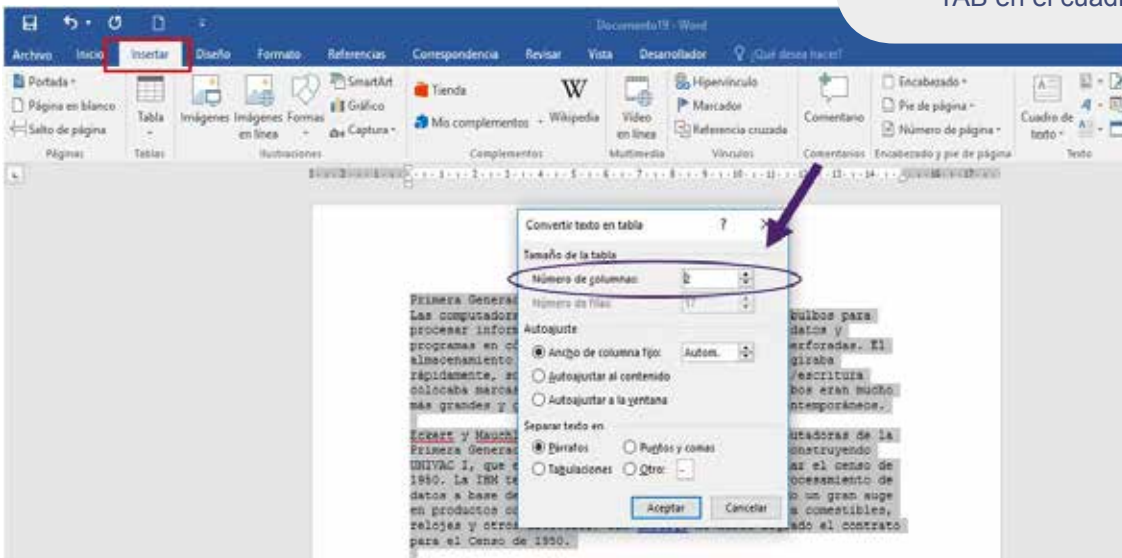 TAB en el cuadr
Documento19 - Word
Archivo Inicio Insertar Diseño Formato Referencias Correspondencia Revisar Vista Desarrollador ¿Qué desea hacer?
Portada
Página en blanco
Salto de página
Páginas
Tabla
Tablas
Imágenes
Imágenes en línea
Formas
SmartArt
Gráfico
Captura
Ilustraciones
Tienda
Mis complementos
Wikipedia
Complementos
Vídeo en línea
Multimedia
Hipervínculo
Marcador
Referencia cruzada
Vínculos
Comentario
Comentarios
Encabezado
Pie de página
Número de página
Encabezado y pie de página
Cuadro de texto
Texto
Convertir texto en tabla
Tamaño de la tabla
Número de columnas: 2
Número de filas: 17
Autoajuste
Ancho de columna fijo: Autom.
Autoajustar al contenido
Autoajustar a la ventana
Separar texto en
Párrafos Puntos y comas
Tabulaciones Otro: -
Aceptar Cancelar
Primera Generac
Las computadora bulbos para
procesar inform datos y
programas en có erforadas. El
almacenamiento giraba
rápidamente, /escritura
colocaba marcas bos eran mucho
más grandes y ntemporáneos.
Eckert y Mauchl utadoras de la
Primera Generac onstruyendo
UNIVAC I, que ar el censo de
1950. La IBM te ocesamiento de
datos a base de o un gran auge
en productos co comestibles,
relojes y otros ado el contrato
para el Censo de 1950.